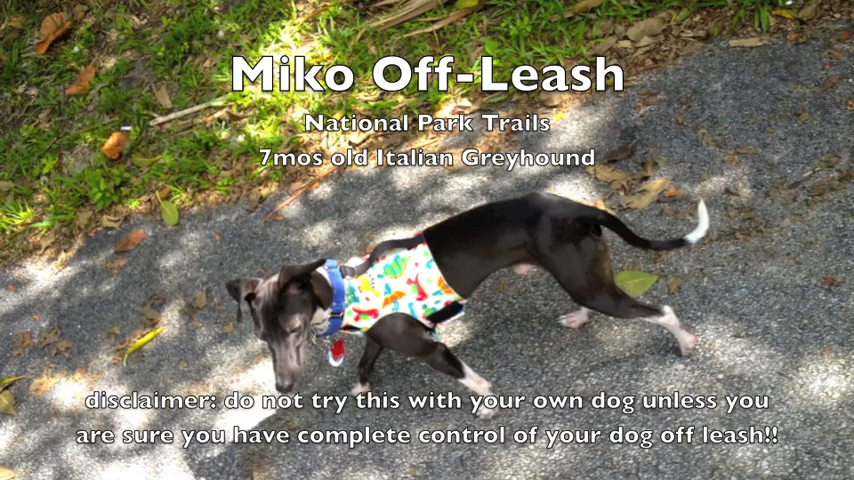 Miko Off-Leash
National Park Trails
7mos old Italian Greyhound
disclaimer: do not try this with your own dog unless you
are sure you have complete control of your dog off leash!!